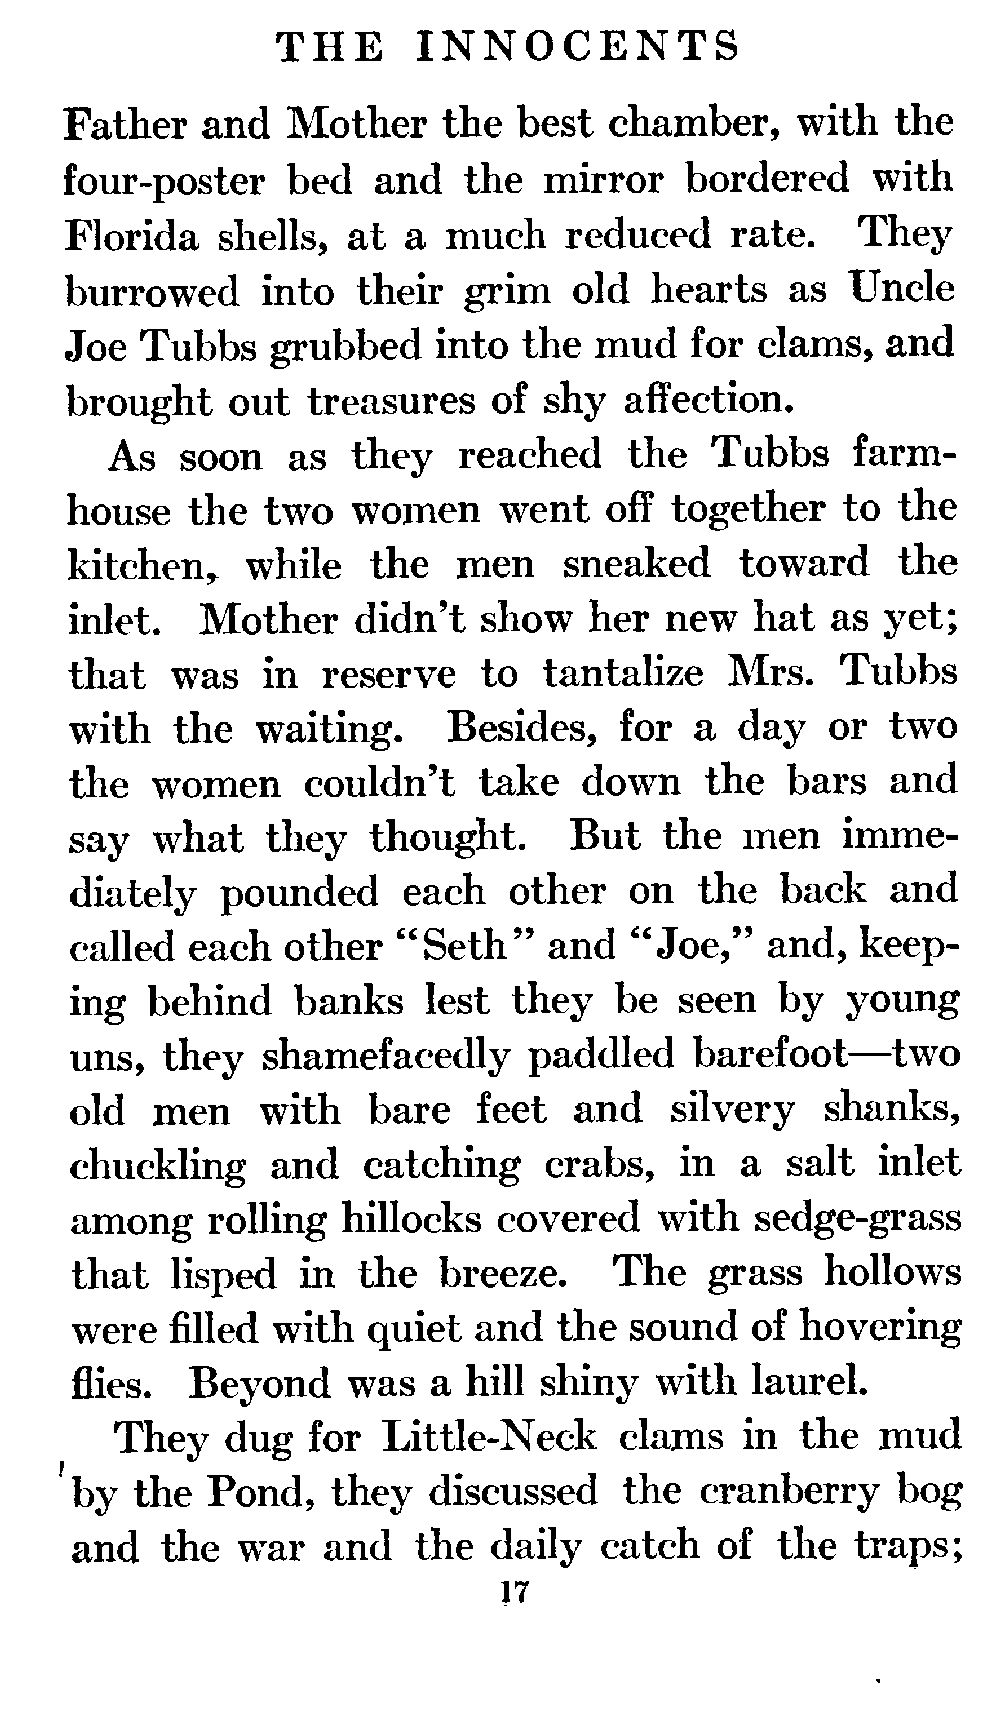 THE INNOCENTS
Father and Mother the best chamber, with the
four-poster bed and the mirror bordered with
Florida shells, at a much reduced rate. They
burrowed into their grim old hearts as Uncle
Joe Tubbs grubbed into the mud for clams, and
brought out treasures of shy affection.
As soon as they reached the Tubbs farm-
house the two women went off together to the
kitchen, while the men sneaked toward the
inlet. Mother didn't show her new hat as yet;
that was in reserve to tantalize Mrs. Tubbs
with the waiting. Besides, for a day or two
the women couldn't take down the bars and
say what they thought. But the men imme-
diately pounded each other on the back and
called each other “Seth” and “Joe,” and, keep-
ing behind banks lest they be seen by young
uns, they shamefacedly paddled barefoot—two
old men with bare feet and silvery shanks,
chuckling and catching crabs, in a salt inlet
among rolling hillocks covered with sedge-grass
that lisped in the breeze. The grass hollows
were filled with quiet and the sound of hovering
flies. Beyond was a hill shiny with laurel.
They dug for Little-Neck clams in the mud
by the Pond, they discussed the cranberry bog
and the war and the daily catch of the traps;
17